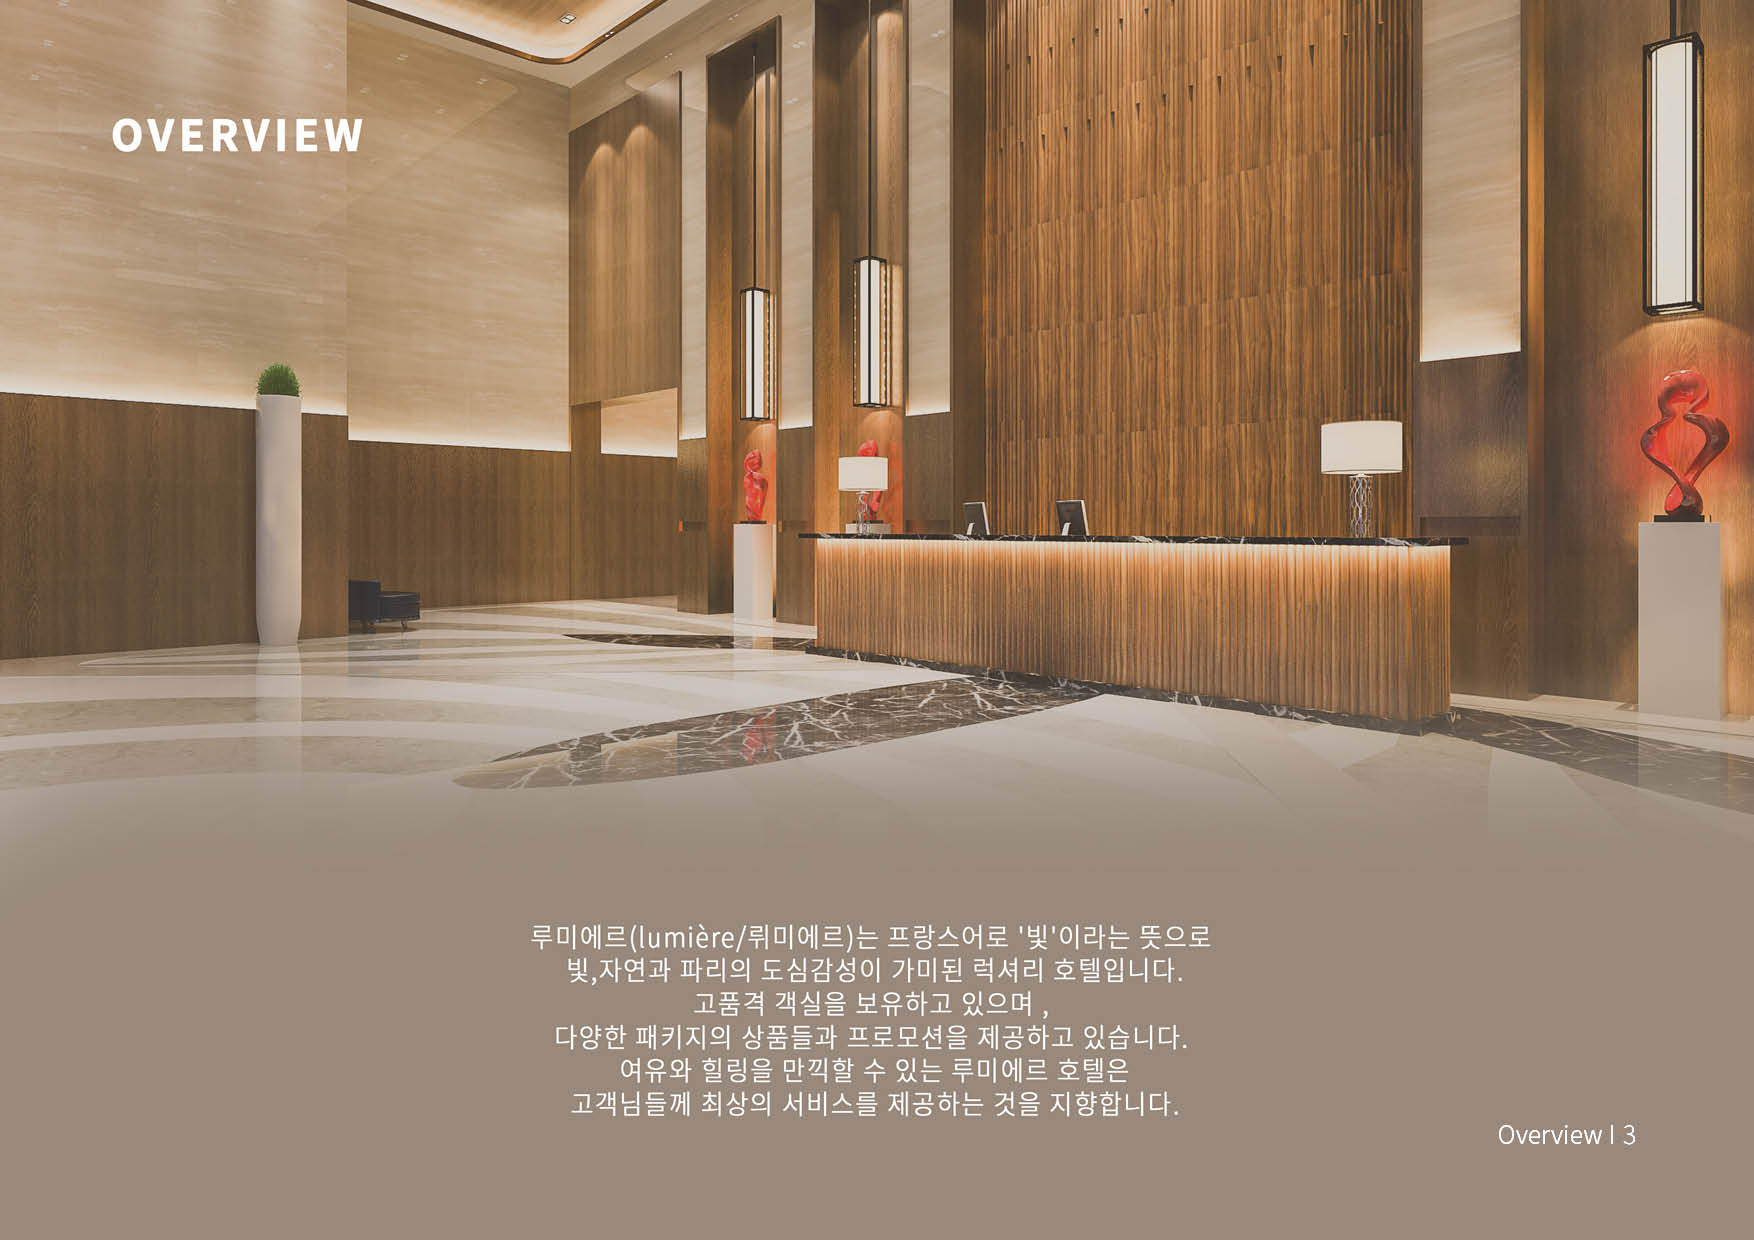 OVERVIEW
루미에르(lumière/뤼미에르)는 프랑스어로 '빛'이라는 뜻으로
빛,자연과 파리의 도심감성이 가미된 럭셔리 호텔입니다.
고품격 객실을 보유하고 있으며 ,
다양한 패키지의 상품들과 프로모션을 제공하고 있습니다.
여유와 힐링을 만끽할 수 있는 루미에르 호텔은
고객님들께 최상의 서비스를 제공하는 것을 지향합니다.
Overview I 3